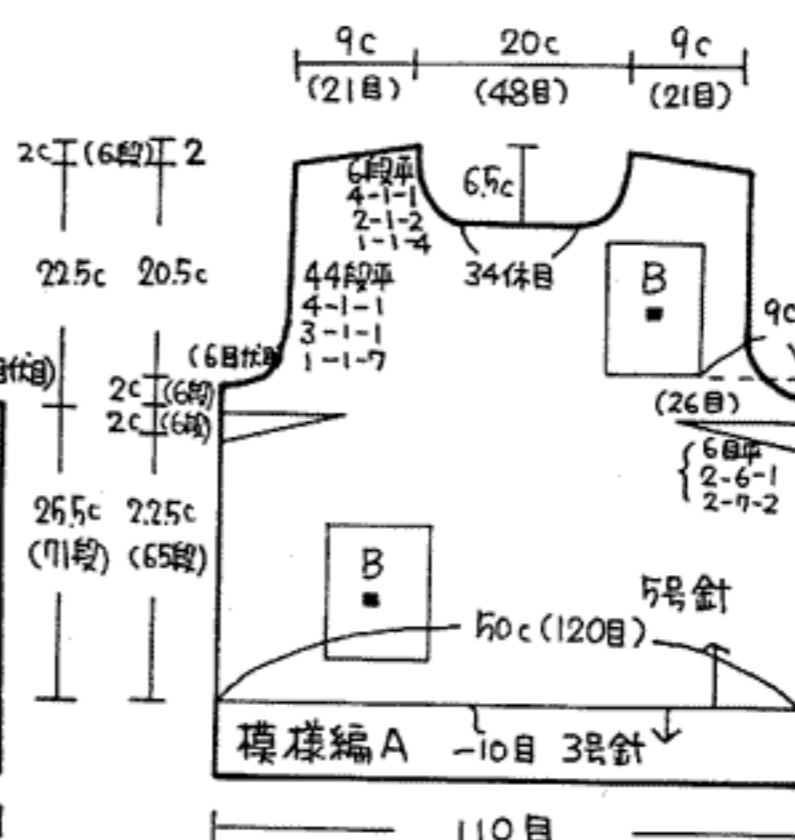 9c 20c 9c
(21目) (48目) (21目)
2c (6段) 2
6段平
4-1-1
2-1-2
1-1-4
6.5c
34休目
22.5c 20.5c
44段平
4-1-1
3-1-1
1-1-7
B
9c
(6目伏目)
伏目)
2c (6段)
2c (6段)
(26目)
6目平
2-6-1
2-7-2
26.5c 22.5c
(71段) (65段)
B
5号針
50c(120目)
模様編A -10目 3号針
110目